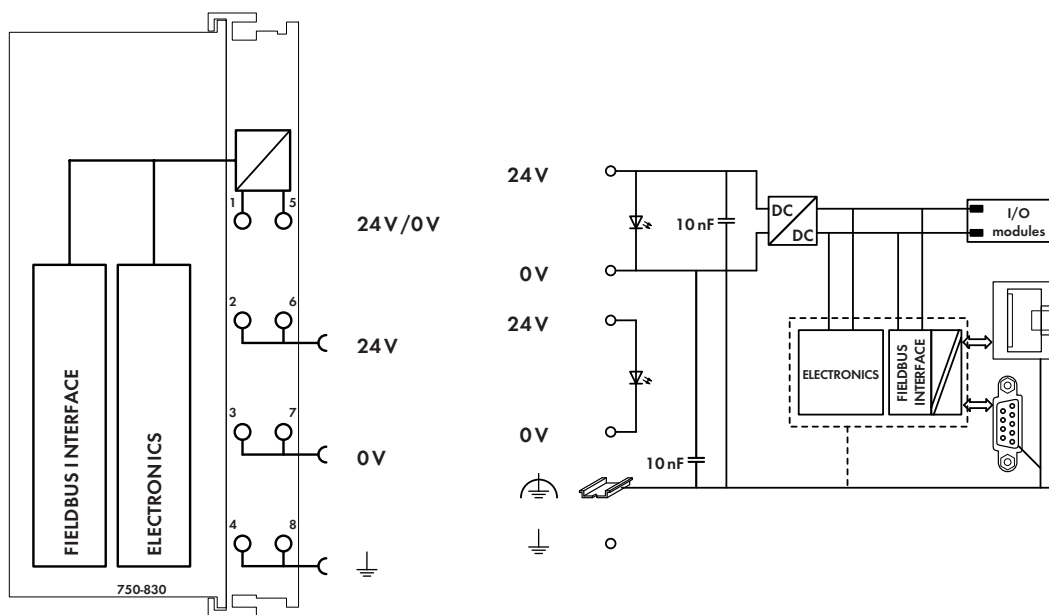 1 5
24V/0V
2 6
24V
3 7
0V
4 8
FIELDBUS INTERFACE
ELECTRONICS
750-830
24V
10nF
DC
DC
I/O
modules
0V
24V
ELECTRONICS
FIELDBUS
INTERFACE
0V
10nF